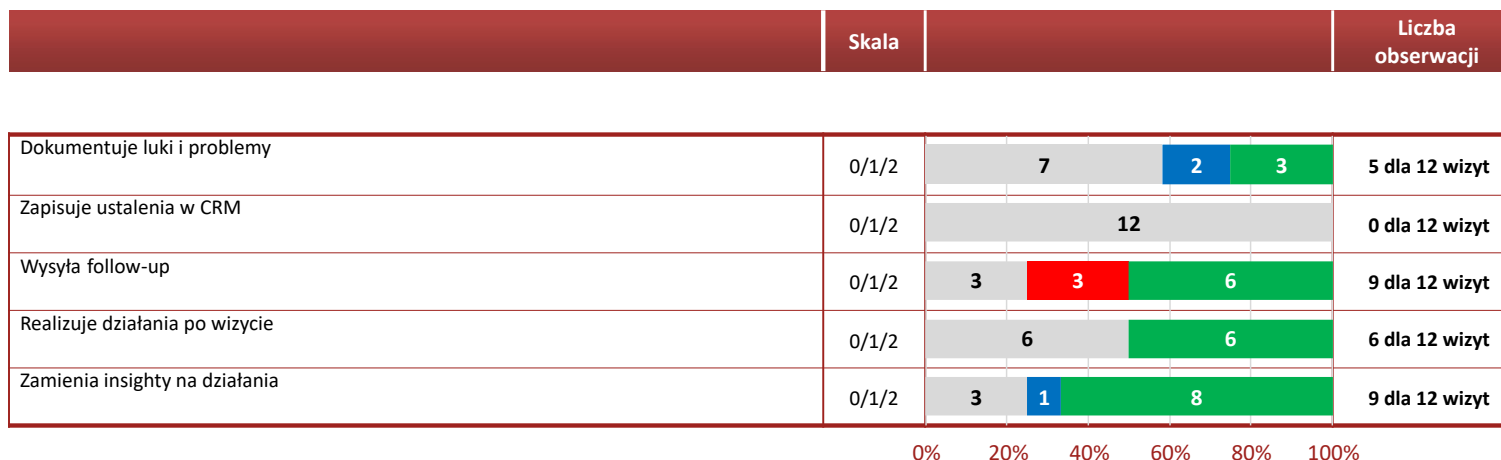 Skala
Liczba
obserwacji
Dokumentuje luki i problemy
0/1/2
7 2 3
5 dla 12 wizyt
Zapisuje ustalenia w CRM
0/1/2
12
0 dla 12 wizyt
Wysyła follow-up
0/1/2
3 3 6
9 dla 12 wizyt
Realizuje działania po wizycie
0/1/2
6 6
6 dla 12 wizyt
Zamienia insighty na działania
0/1/2
3 1 8
9 dla 12 wizyt
0% 20% 40% 60% 80% 100%